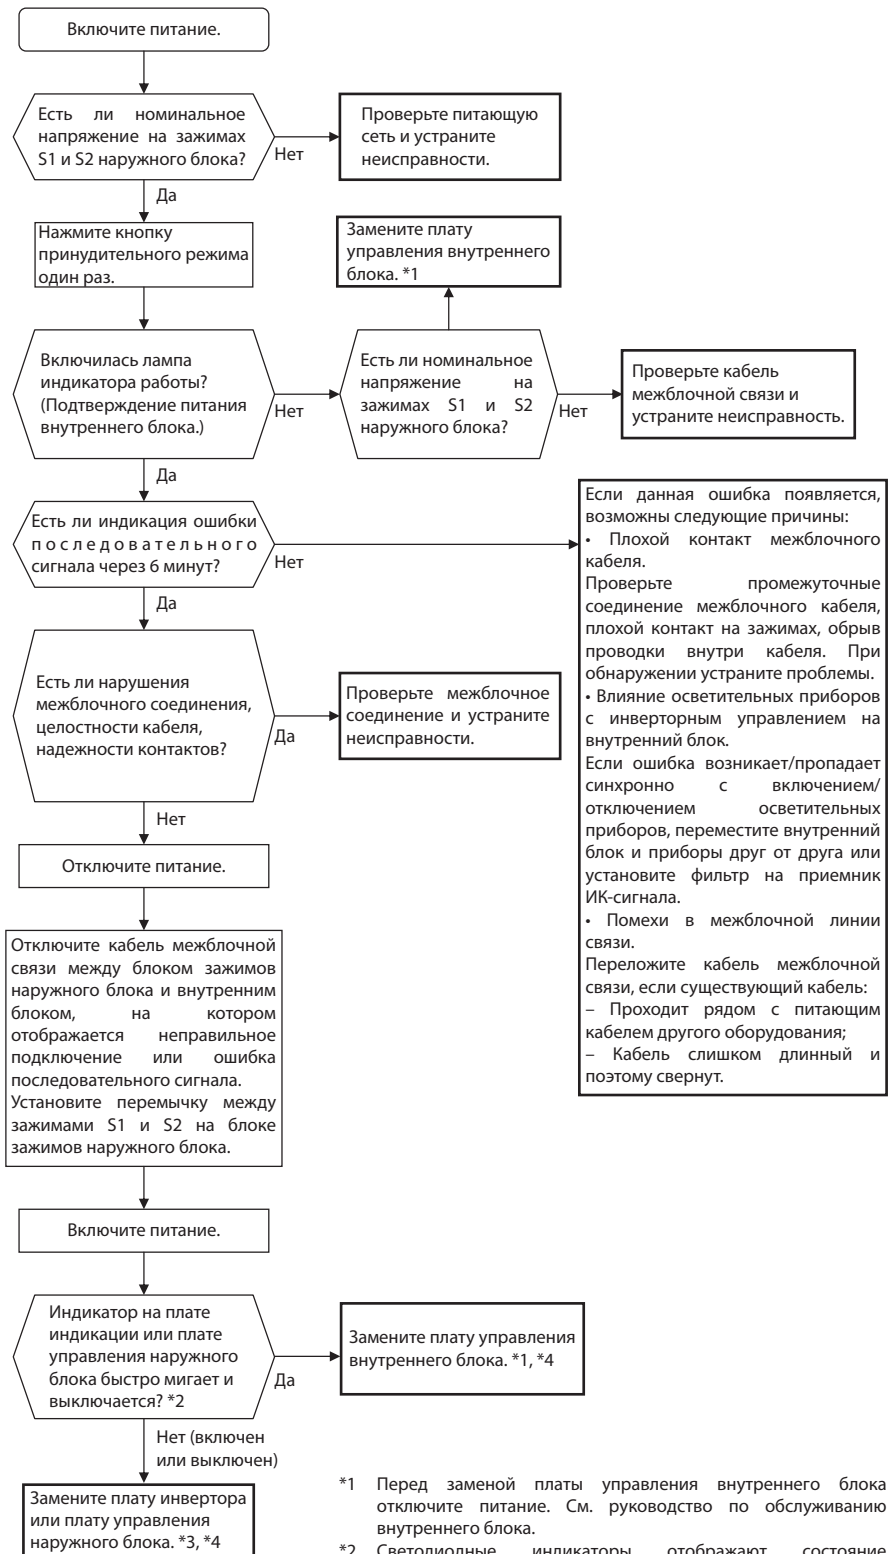 Включите питание.
Есть ли номинальное
напряжение на зажимах
S1 и S2 наружного блока?
Нет
Проверьте питающую
сеть и устраните
неисправности.
Да
Нажмите кнопку
принудительного режима
один раз.
Замените плату
управления внутреннего
блока. *1
Включилась лампа
индикатора работы?
(Подтверждение питания
внутреннего блока.)
Нет
Есть ли номинальное
напряжение на
зажимах S1 и S2
наружного блока?
Нет
Проверьте кабель
межблочной связи и
устраните неисправность.
Да
Есть ли индикация ошибки
последовательного
сигнала через 6 минут?
Нет
Если данная ошибка появляется,
возможны следующие причины:
• Плохой контакт межблочного
кабеля.
Проверьте промежуточные
соединение межблочного кабеля,
плохой контакт на зажимах, обрыв
проводки внутри кабеля. При
обнаружении устраните проблемы.
• Влияние осветительных приборов
с инверторным управлением на
внутренний блок.
Если ошибка возникает/пропадает
синхронно с включением/
отключением осветительных
приборов, переместите внутренний
блок и приборы друг от друга или
установите фильтр на приемник
ИК-сигнала.
• Помехи в межблочной линии
связи.
Переложите кабель межблочной
связи, если существующий кабель:
– Проходит рядом с питающим
кабелем другого оборудования;
– Кабель слишком длинный и
поэтому свернут.
Да
Есть ли нарушения
межблочного соединения,
целостности кабеля,
надежности контактов?
Да
Проверьте межблочное
соединение и устраните
неисправности.
Нет
Отключите питание.
Отключите кабель межблочной
связи между блоком зажимов
наружного блока и внутренним
блоком, на котором
отображается неправильное
подключение или ошибка
последовательного сигнала.
Установите перемычку между
зажимами S1 и S2 на блоке
зажимов наружного блока.
Включите питание.
Индикатор на плате
индикации или плате
управления наружного
блока быстро мигает и
выключается? *2
Да
Замените плату управления
внутреннего блока. *1, *4
Нет (включен
или выключен)
Замените плату инвертора
или плату управления
наружного блока. *3, *4
*1 Перед заменой платы управления внутреннего блока
отключите питание. См. руководство по обслуживанию
внутреннего блока.
*2 Светодиодные индикаторы отображают состояние